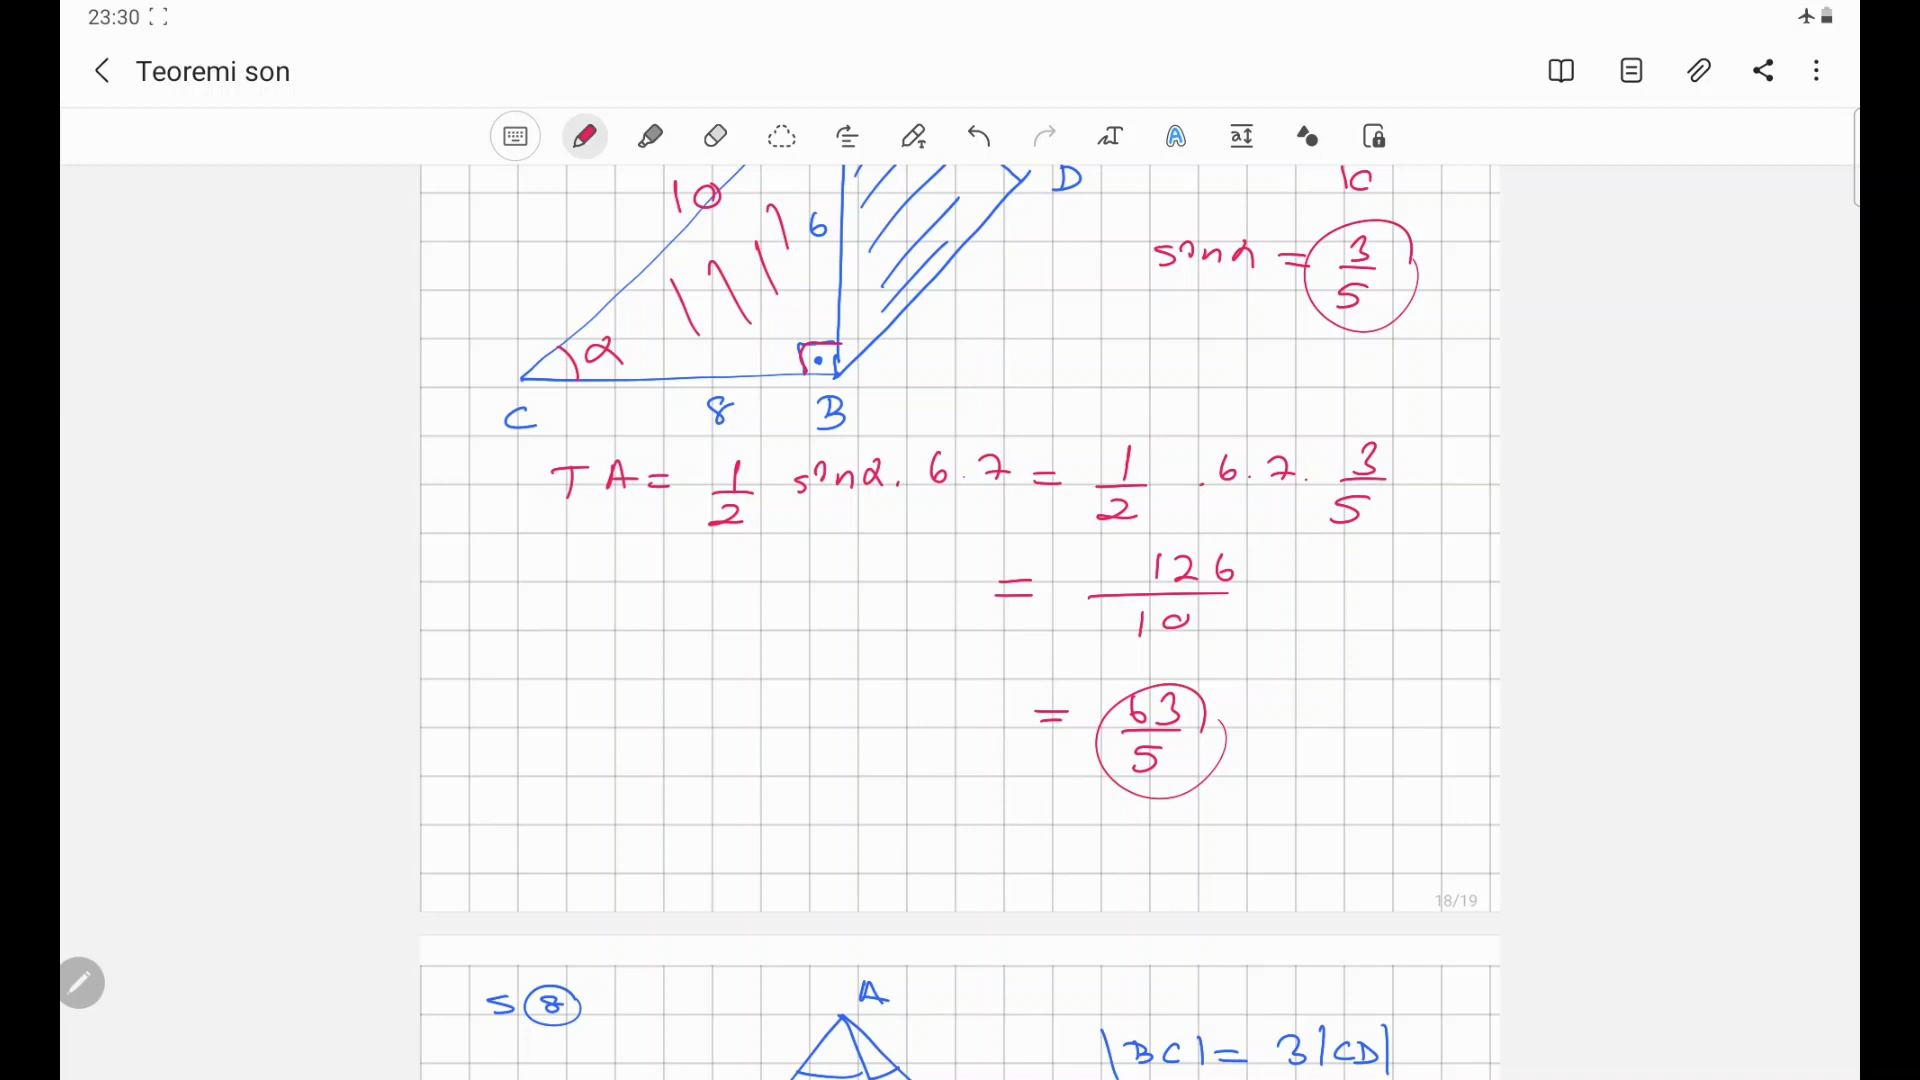 23:30
Teoremi son
10
6
D
10
sin α = 3/5
α
C 8 B
TA = 1/2 sin α . 6 . 7 = 1/2 . 6 . 7 . 3/5
= 126/10
= 63/5
18/19
S 8
A
|BC| = 3|CD|